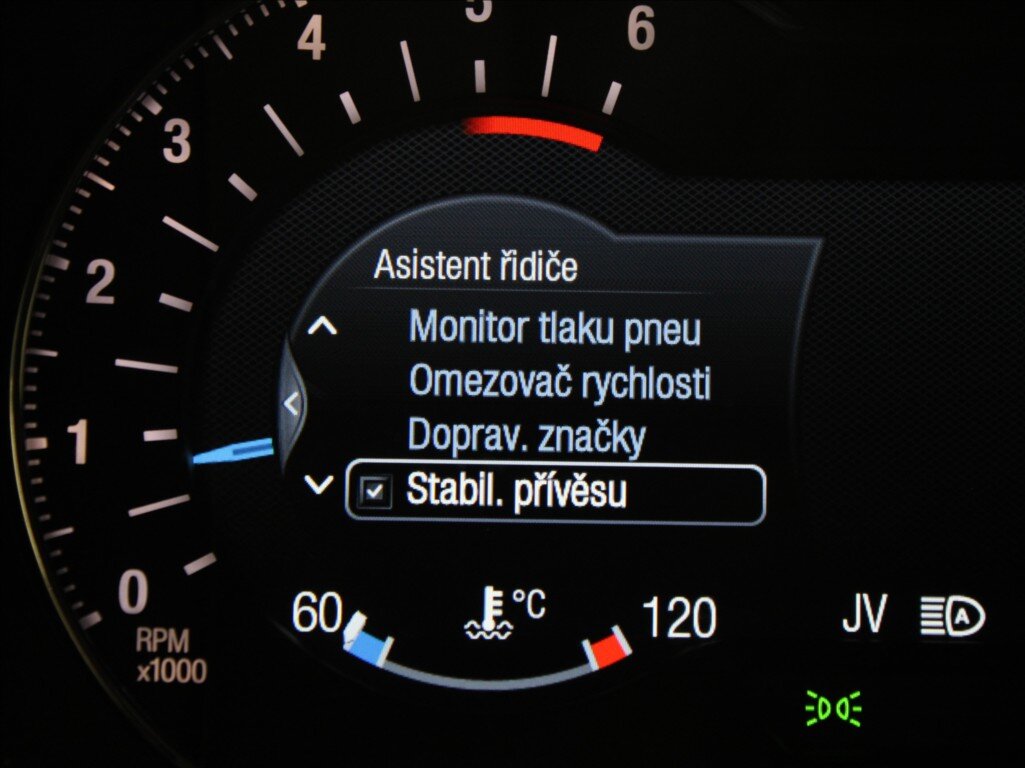 6
5
4
3
2
1
0
RPM
x1000
Asistent řidiče
Monitor tlaku pneu
Omezovač rychlosti
Doprav. značky
Stabil. přívěsu
60 °C 120
JV A